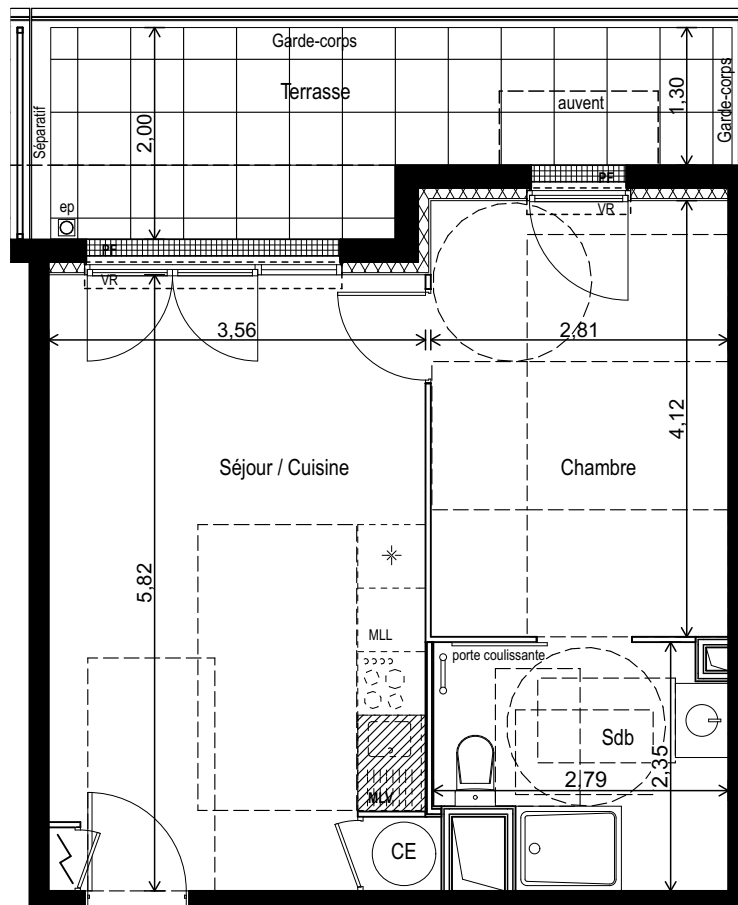 Garde-corps
Terrasse
auvent
Garde-corps
Séparatif
2,00
1,30
ep
PF
VR
PF
VR
3,56
2,81
4,12
Séjour / Cuisine
Chambre
5,82
MLL
porte coulissante
Sdb
2,35
2,79
MLV
CE